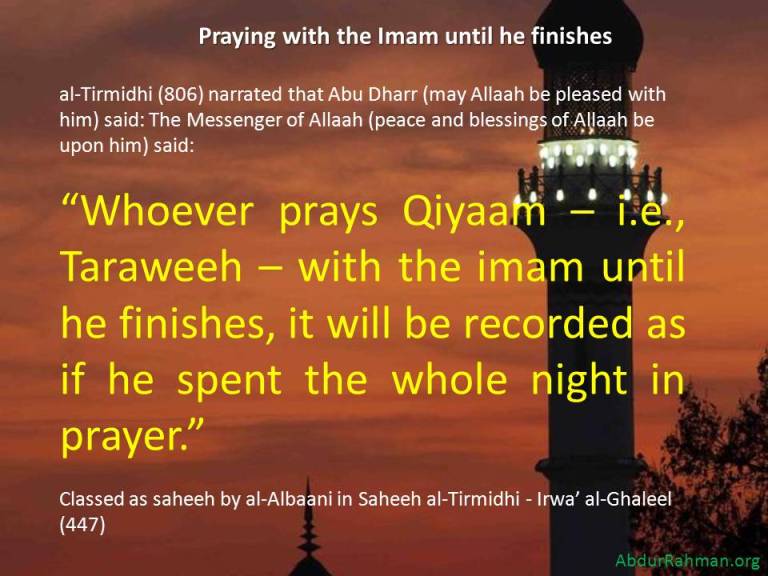 Praying with the Imam until he finishes
al-Tirmidhi (806) narrated that Abu Dharr (may Allaah be pleased with
him) said: The Messenger of Allaah (peace and blessings of Allaah be
upon him) said:
“Whoever prays Qiyaam – i.e.,
Taraweeh – with the imam until
he finishes, it will be recorded as
if he spent the whole night in
prayer.”
Classed as saheeh by al-Albaani in Saheeh al-Tirmidhi - Irwa’ al-Ghaleel
(447)
AbdurRahman.org